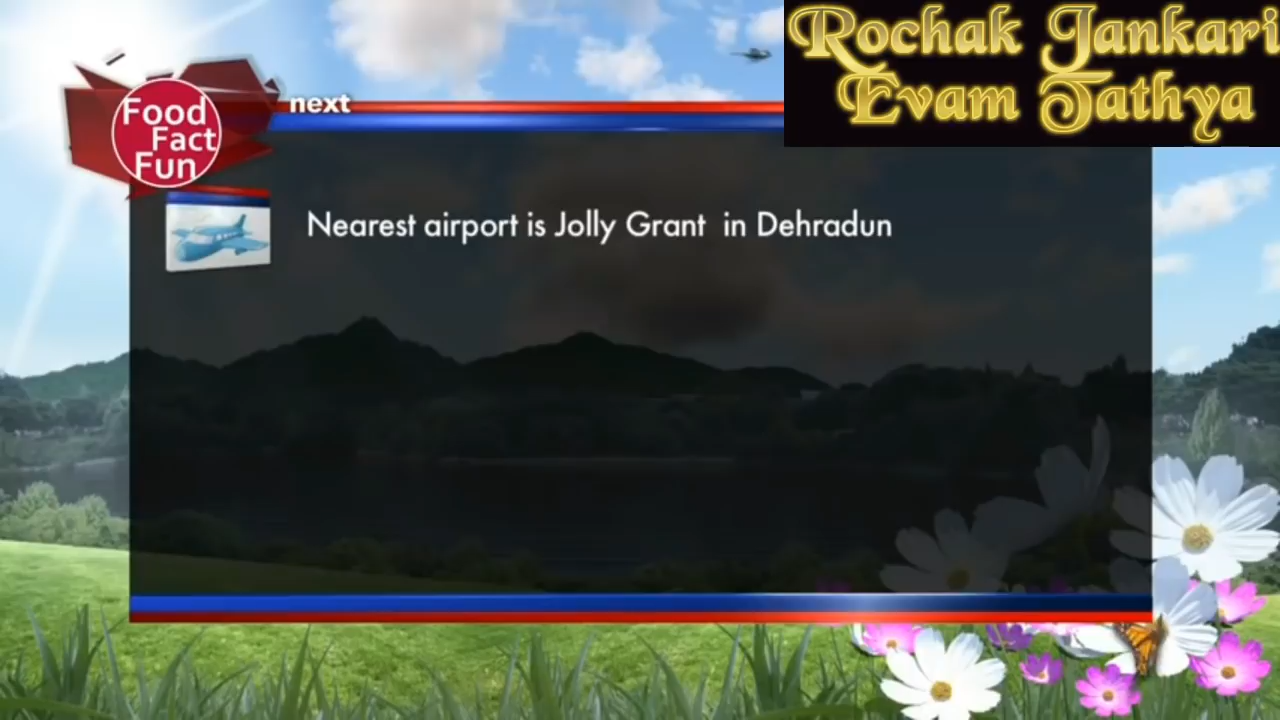 Rochak Jankari
Evam Tathya
Food
Fact
Fun
next
Nearest airport is Jolly Grant in Dehradun